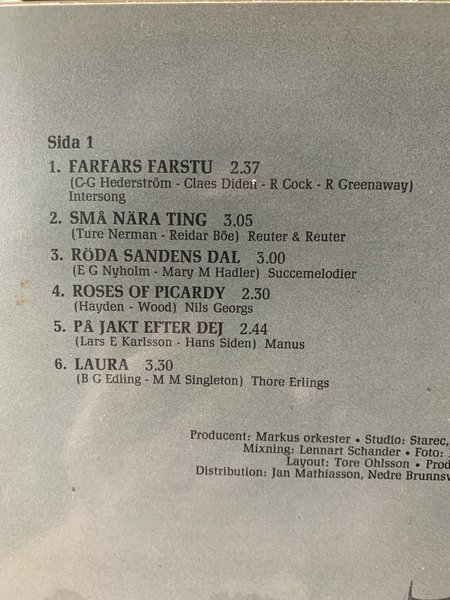 Sida 1
1. FARFARS FARSTU 2.37
(C-G Hederström - Claes Diden - R Cock - R Greenaway)
Intersong
2. SMÅ NÄRA TING 3.05
(Ture Nerman - Reidar Böe) Reuter & Reuter
3. RÖDA SANDENS DAL 3.00
(E G Nyholm - Mary M Hadler) Succemelodier
4. ROSES OF PICARDY 2.30
(Hayden - Wood) Nils Georgs
5. PÅ JAKT EFTER DEJ 2.44
(Lars E Karlsson - Hans Siden) Manus
6. LAURA 3.30
(B G Edling - M M Singleton) Thore Erlings
Producent: Markus orkester • Studio: Starec,
Mixning: Lennart Schander • Foto:
Layout: Tore Ohlsson • Prod
Distribution: Jan Mathiasson, Nedre Brunnsv